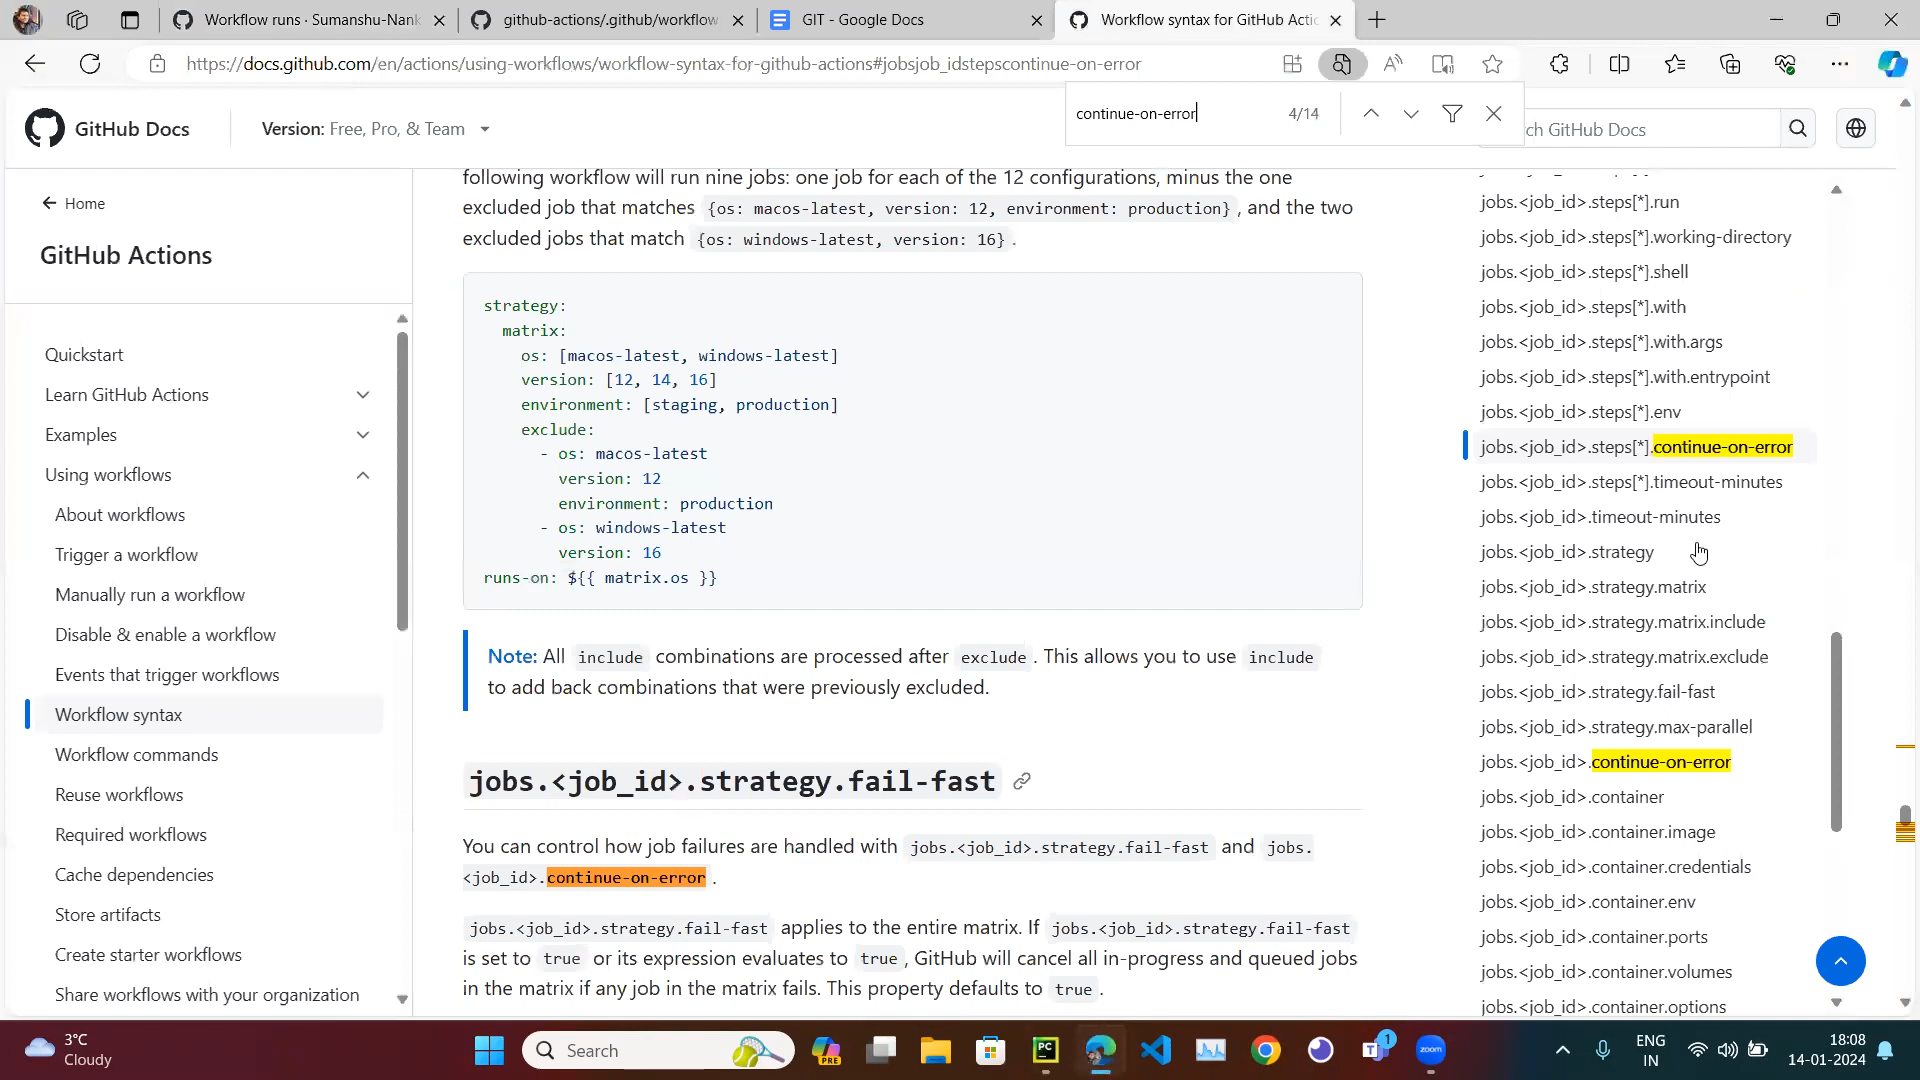 Workflow runs · Sumanshu-Nank
github-actions/.github/workflow
GIT - Google Docs
Workflow syntax for GitHub Actio
https://docs.github.com/en/actions/using-workflows/workflow-syntax-for-github-actions#jobsjob_idstepscontinue-on-error
continue-on-error
4/14
GitHub Docs
Version: Free, Pro, & Team
ch GitHub Docs
Home
GitHub Actions
Quickstart
Learn GitHub Actions
Examples
Using workflows
About workflows
Trigger a workflow
Manually run a workflow
Disable & enable a workflow
Events that trigger workflows
Workflow syntax
Workflow commands
Reuse workflows
Required workflows
Cache dependencies
Store artifacts
Create starter workflows
Share workflows with your organization
following workflow will run nine jobs: one job for each of the 12 configurations, minus the one
excluded job that matches {os: macos-latest, version: 12, environment: production} , and the two
excluded jobs that match {os: windows-latest, version: 16} .
strategy:
matrix:
os: [macos-latest, windows-latest]
version: [12, 14, 16]
environment: [staging, production]
exclude:
- os: macos-latest
version: 12
environment: production
- os: windows-latest
version: 16
runs-on: ${{ matrix.os }}
Note: All include combinations are processed after exclude . This allows you to use include
to add back combinations that were previously excluded.
jobs.<job_id>.strategy.fail-fast
You can control how job failures are handled with jobs.<job_id>.strategy.fail-fast and jobs.
<job_id>.continue-on-error .
jobs.<job_id>.strategy.fail-fast applies to the entire matrix. If jobs.<job_id>.strategy.fail-fast
is set to true or its expression evaluates to true , GitHub will cancel all in-progress and queued jobs
in the matrix if any job in the matrix fails. This property defaults to true .
jobs.<job_id>.steps[*].run
jobs.<job_id>.steps[*].working-directory
jobs.<job_id>.steps[*].shell
jobs.<job_id>.steps[*].with
jobs.<job_id>.steps[*].with.args
jobs.<job_id>.steps[*].with.entrypoint
jobs.<job_id>.steps[*].env
jobs.<job_id>.steps[*].continue-on-error
jobs.<job_id>.steps[*].timeout-minutes
jobs.<job_id>.timeout-minutes
jobs.<job_id>.strategy
jobs.<job_id>.strategy.matrix
jobs.<job_id>.strategy.matrix.include
jobs.<job_id>.strategy.matrix.exclude
jobs.<job_id>.strategy.fail-fast
jobs.<job_id>.strategy.max-parallel
jobs.<job_id>.continue-on-error
jobs.<job_id>.container
jobs.<job_id>.container.image
jobs.<job_id>.container.credentials
jobs.<job_id>.container.env
jobs.<job_id>.container.ports
jobs.<job_id>.container.volumes
jobs.<job_id>.container.options
3°C
Cloudy
Search
PRE
PC
zoom
1
ENG
IN
18:08
14-01-2024